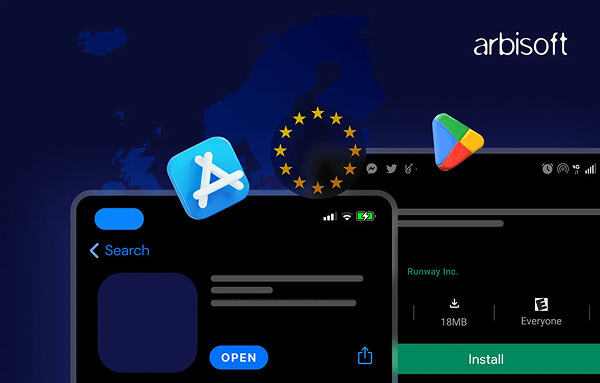 arbisoft
Search
OPEN
Runway Inc.
18MB
E
Everyone
Install